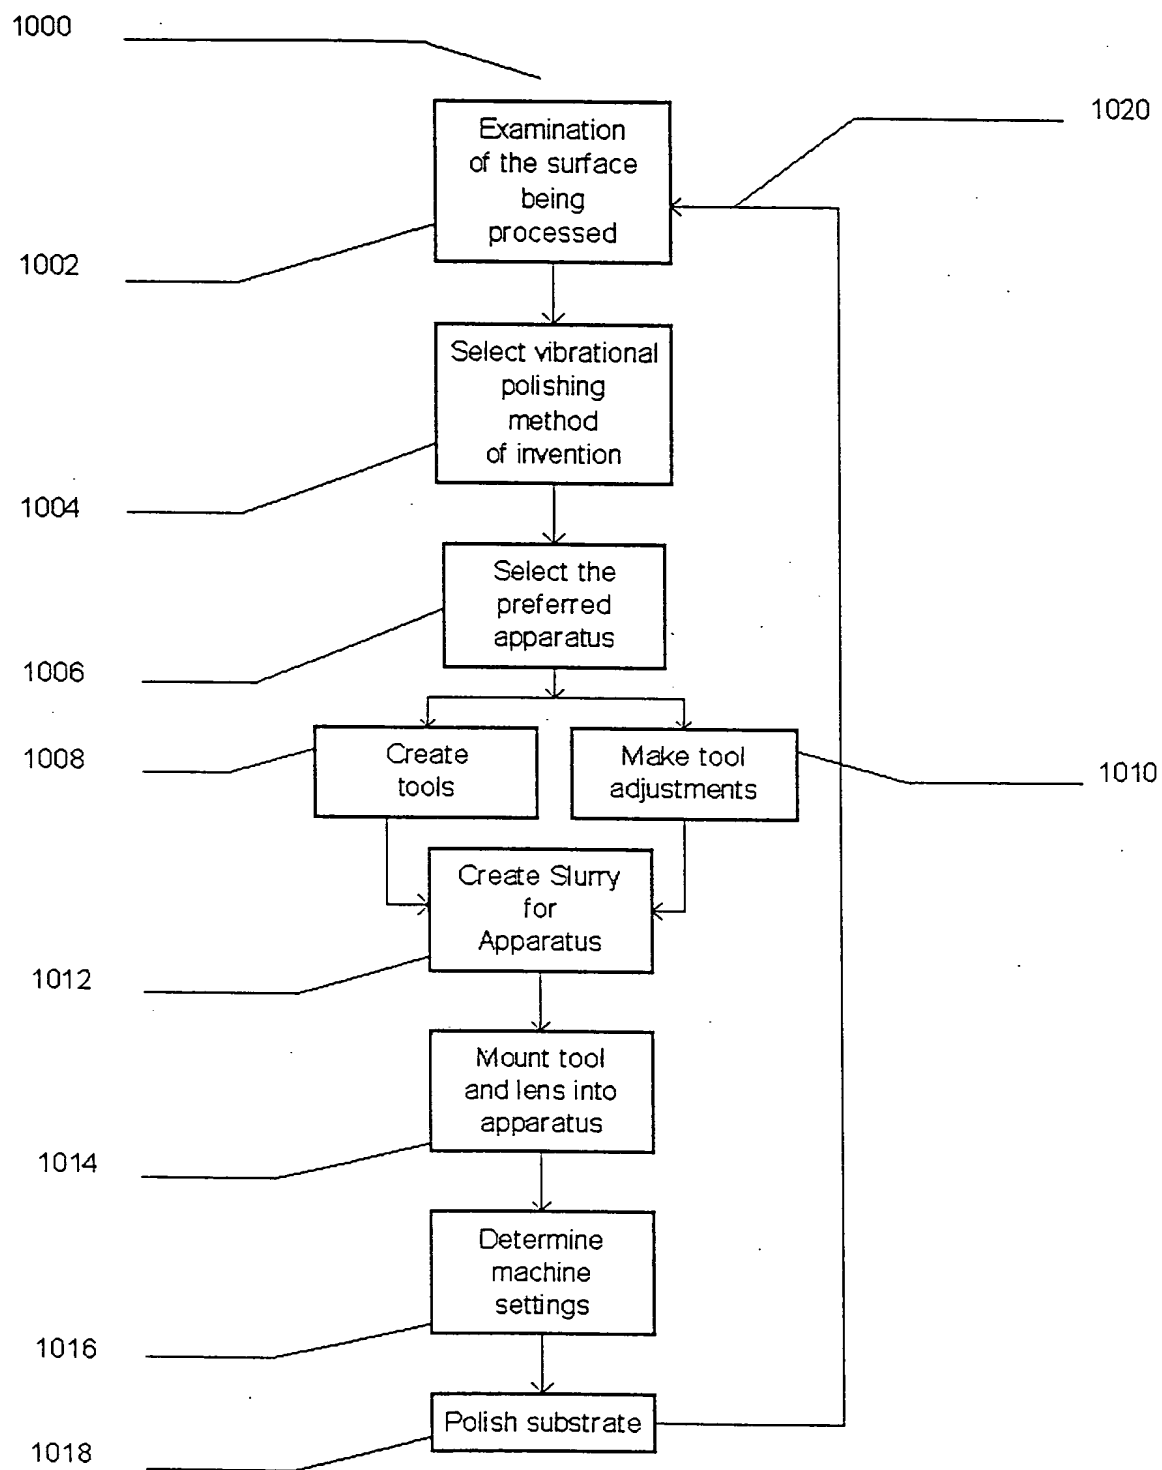 1000
1020
Examination
of the surface
being
processed
1002
Select vibrational
polishing
method
of invention
1004
Select the
preferred
apparatus
1006
Create
tools
1008
Make tool
adjustments
1010
Create Slurry
for
Apparatus
1012
Mount tool
and lens into
apparatus
1014
Determine
machine
settings
1016
Polish substrate
1018